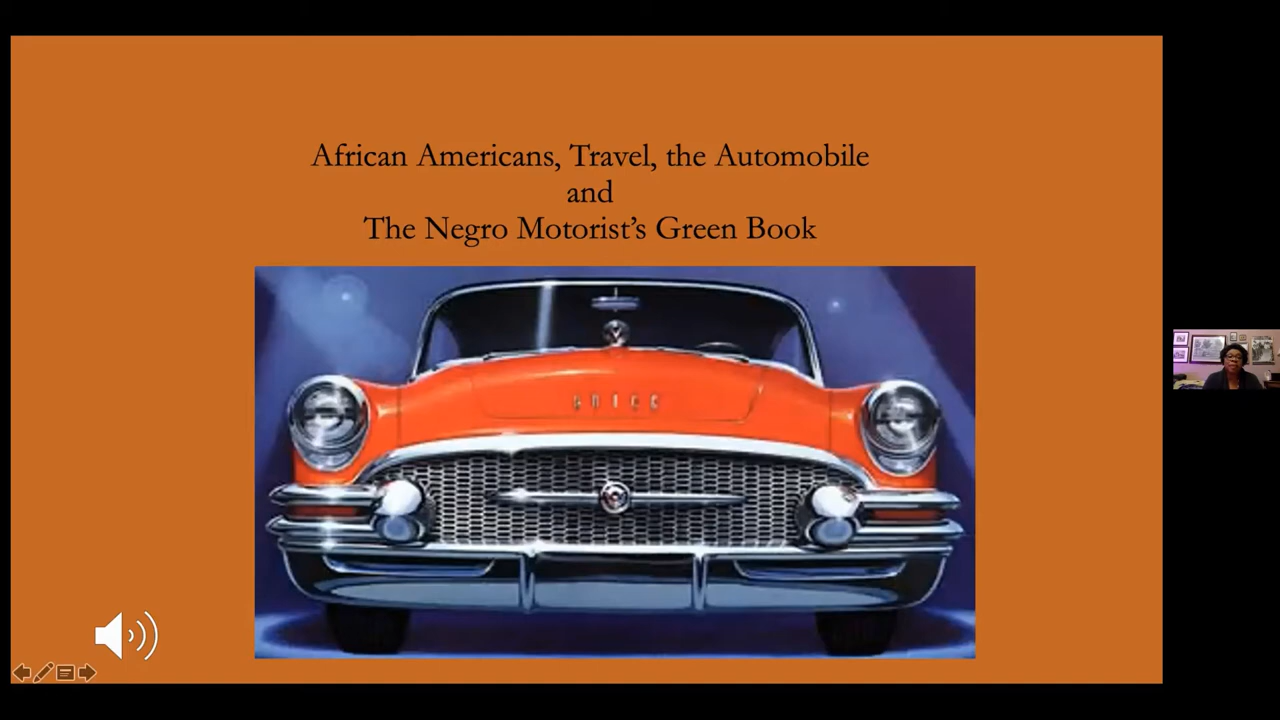 African Americans, Travel, the Automobile
and
The Negro Motorist’s Green Book
BUICK